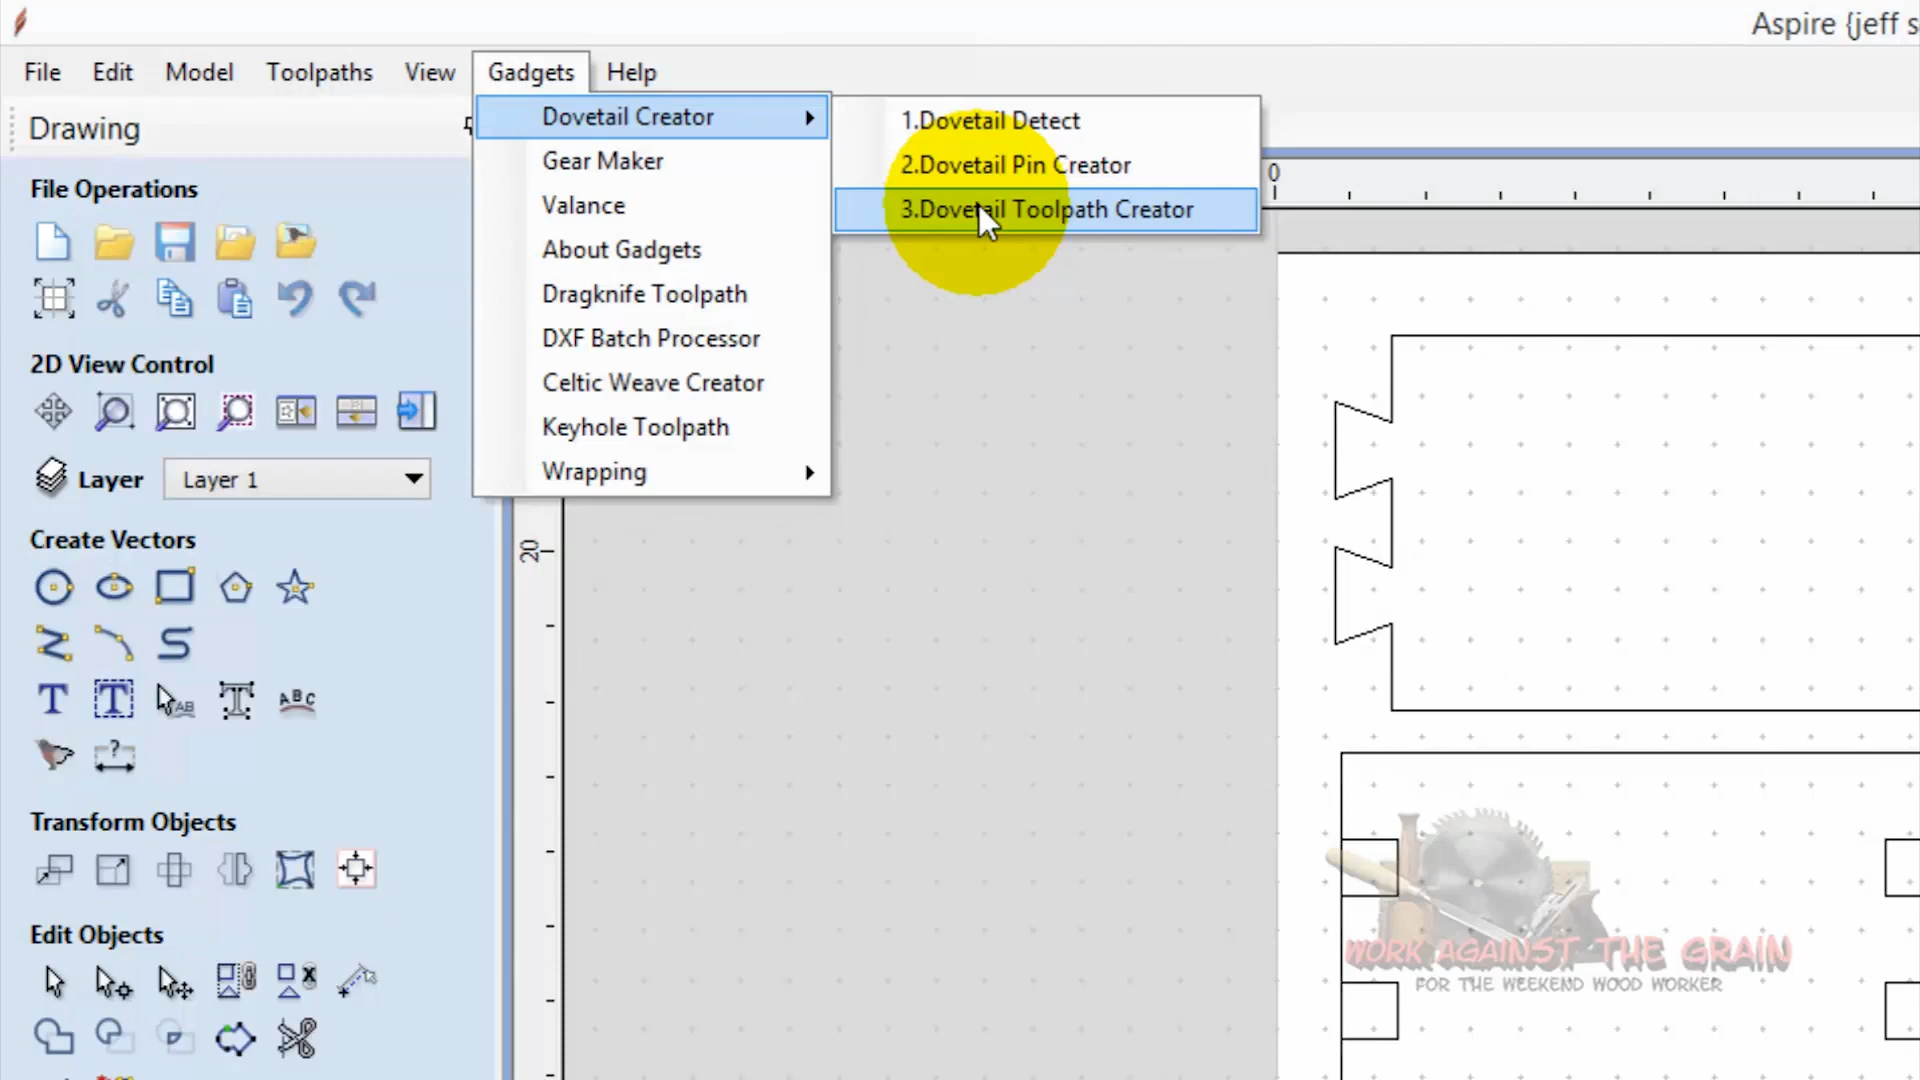 Aspire {jeff s
File Edit Model Toolpaths View Gadgets Help
Drawing
Dovetail Creator
Gear Maker
Valance
About Gadgets
Dragknife Toolpath
DXF Batch Processor
Celtic Weave Creator
Keyhole Toolpath
Wrapping
1.Dovetail Detect
2.Dovetail Pin Creator
3.Dovetail Toolpath Creator
0
20
File Operations
2D View Control
Layer Layer 1
Create Vectors
T T AB T ABC
?
Transform Objects
Edit Objects
WORK AGAINST THE GRAIN
FOR THE WEEKEND WOOD WORKER